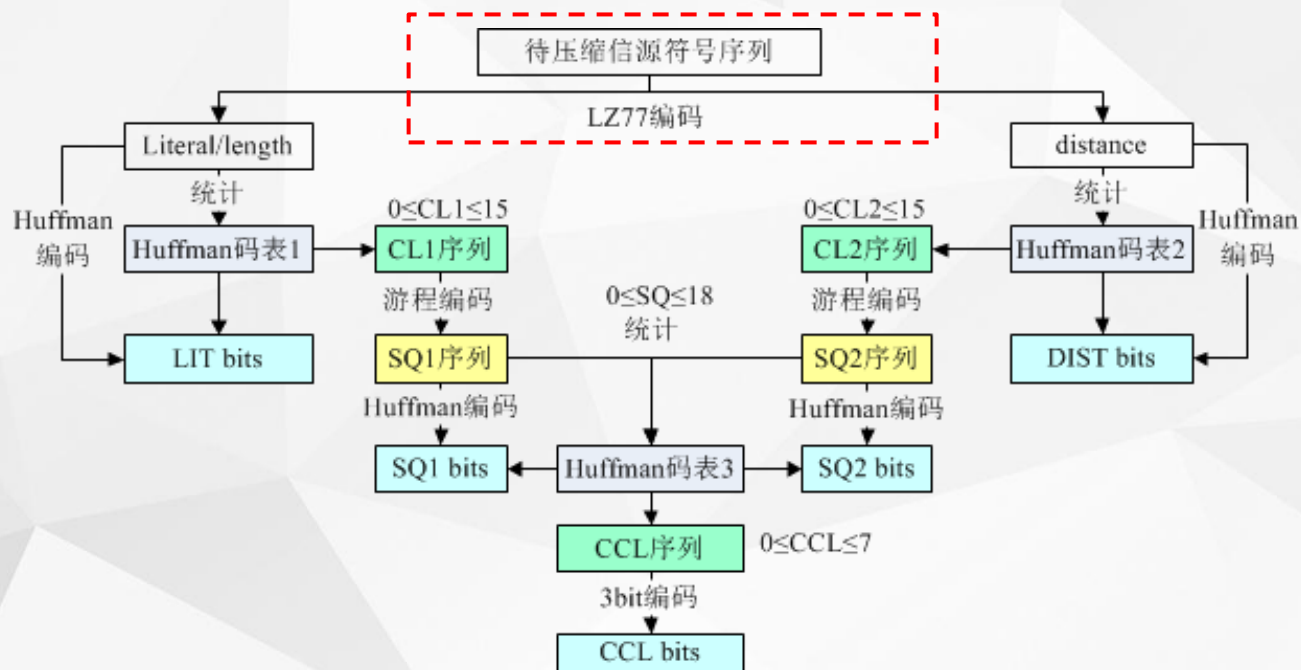 待压缩信源符号序列
LZ77编码
Literal/length
distance
统计
统计
Huffman
编码
Huffman
编码
0≤CL1≤15
0≤CL2≤15
Huffman码表1
CL1序列
CL2序列
Huffman码表2
游程编码
0≤SQ≤18
统计
游程编码
LIT bits
SQ1序列
SQ2序列
DIST bits
Huffman编码
Huffman编码
SQ1 bits
Huffman码表3
SQ2 bits
CCL序列
0≤CCL≤7
3bit编码
CCL bits